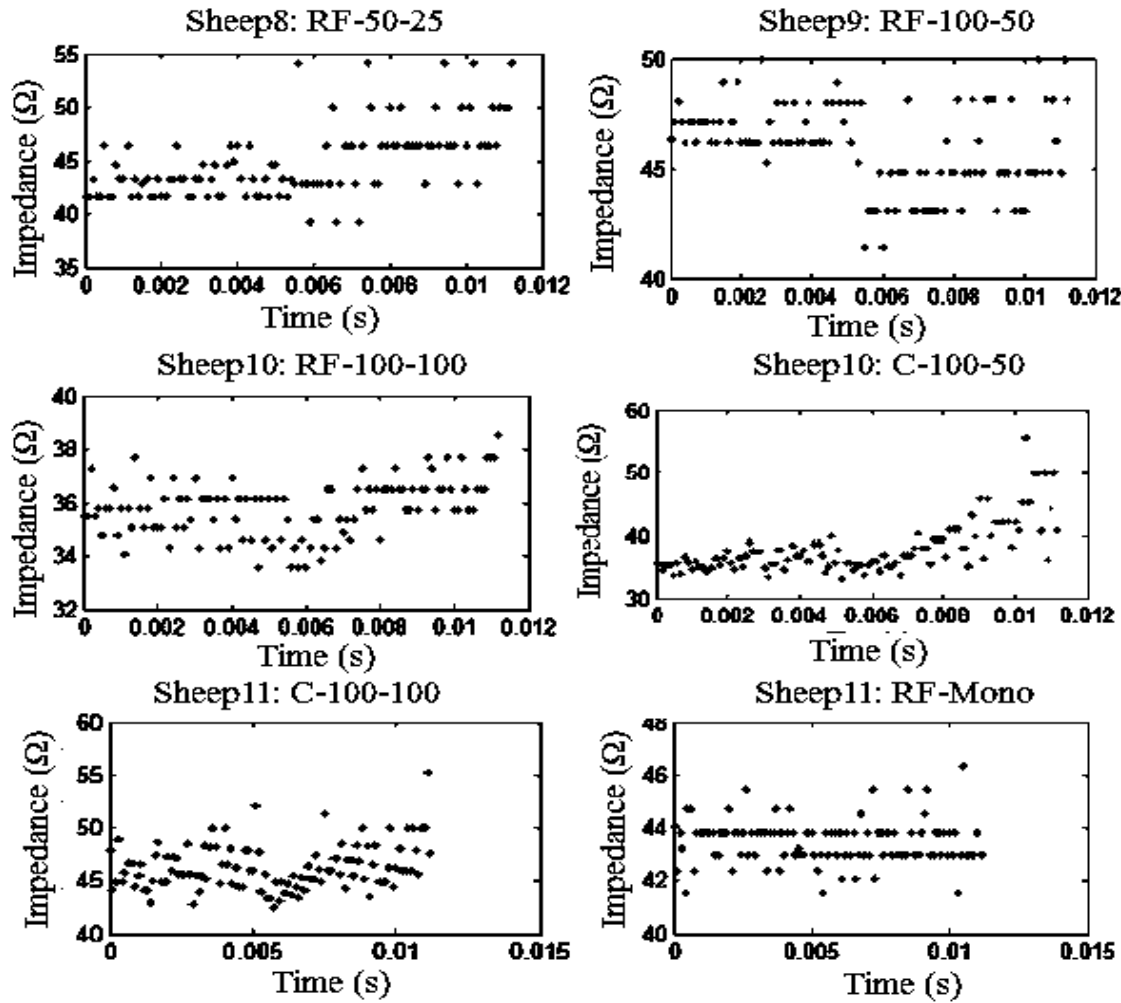 Sheep8: RF-50-25
Impedance (Ω)
55
50
45
40
35
0 0.002 0.004 0.006 0.008 0.01 0.012
Time (s)
Sheep9: RF-100-50
Impedance (Ω)
50
45
40
0 0.002 0.004 0.006 0.008 0.01 0.012
Time (s)
Sheep10: RF-100-100
Impedance (Ω)
38
36
34
32
0 0.002 0.004 0.006 0.008 0.01 0.012
Time (s)
Sheep10: C-100-50
Impedance (Ω)
60
50
40
30
0 0.002 0.004 0.006 0.008 0.01 0.012
Time (s)
Sheep11: C-100-100
Impedance (Ω)
60
55
50
45
40
0 0.005 0.01 0.015
Time (s)
Sheep11: RF-Mono
Impedance (Ω)
48
46
44
42
40
0 0.005 0.01 0.015
Time (s)